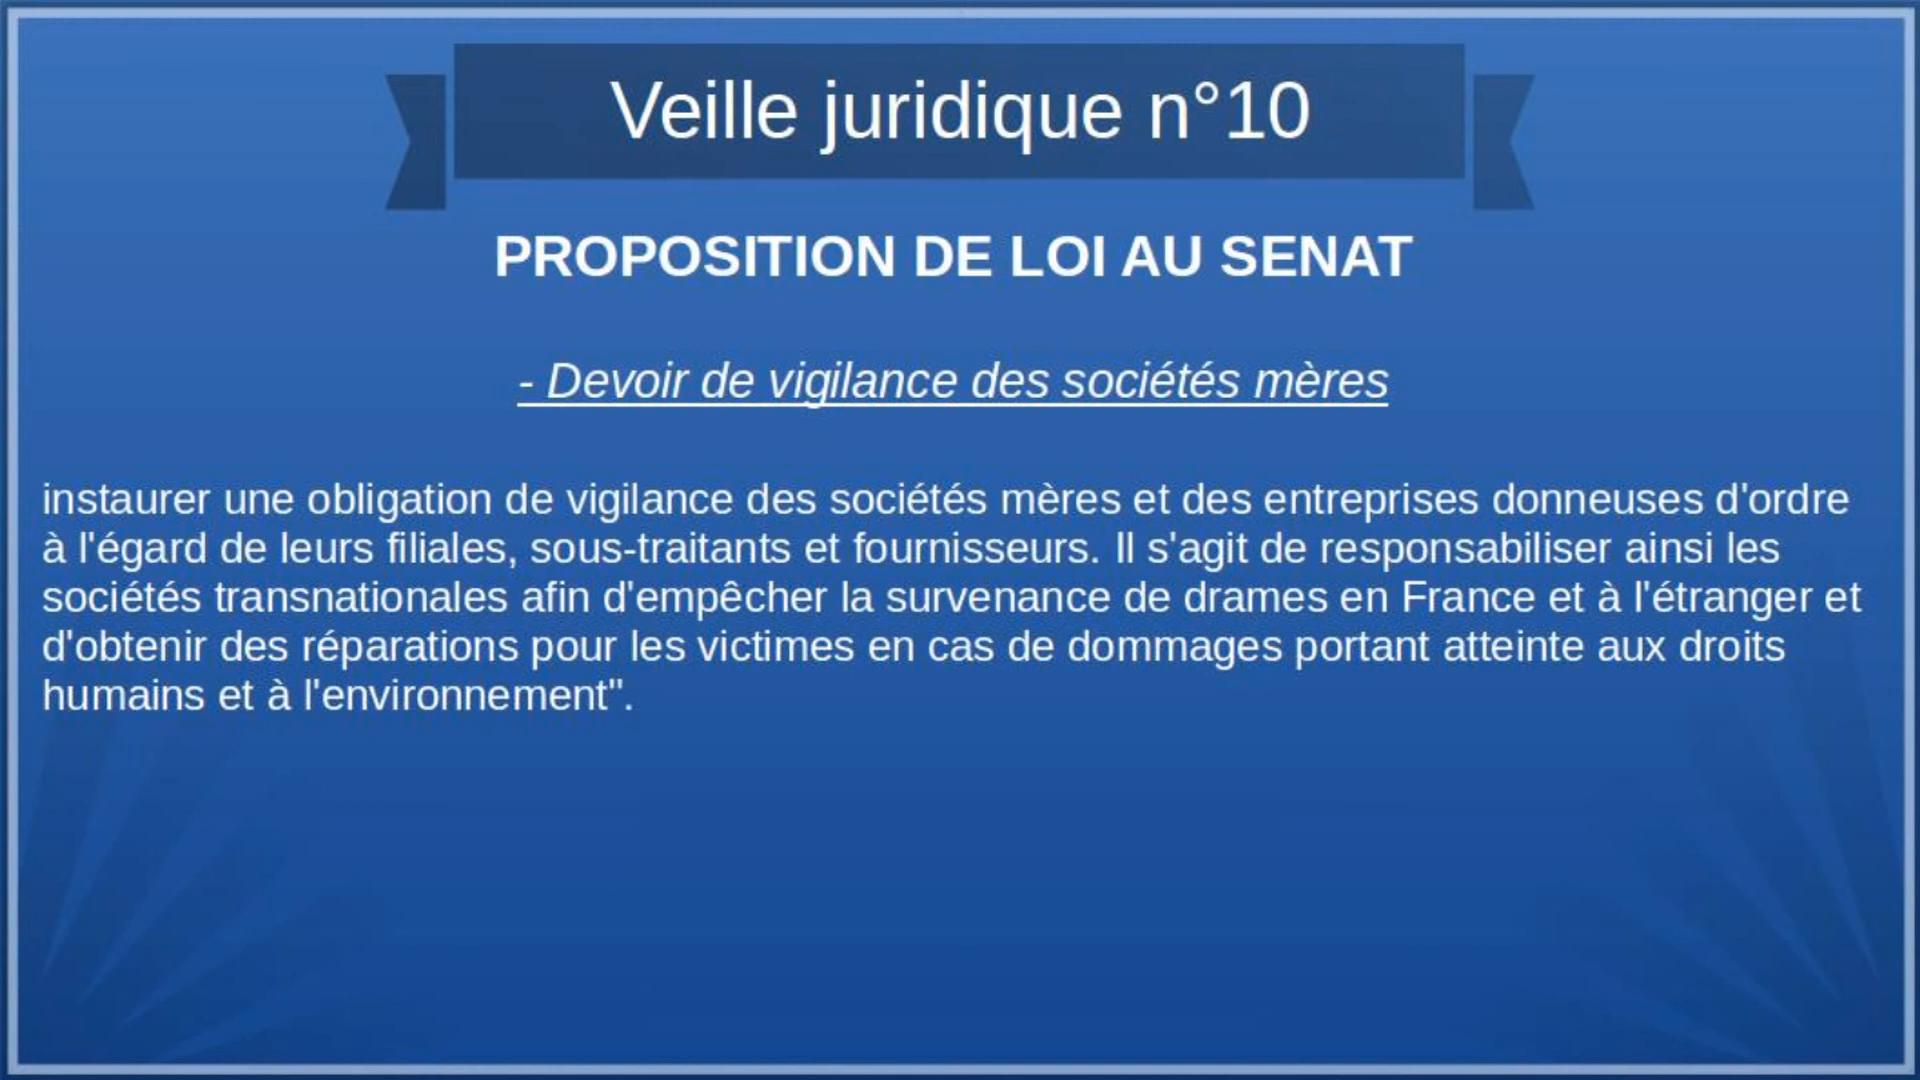 Veille juridique n°10
PROPOSITION DE LOI AU SENAT
- Devoir de vigilance des sociétés mères
instaurer une obligation de vigilance des sociétés mères et des entreprises donneuses d'ordre
à l'égard de leurs filiales, sous-traitants et fournisseurs. Il s'agit de responsabiliser ainsi les
sociétés transnationales afin d'empêcher la survenance de drames en France et à l'étranger et
d'obtenir des réparations pour les victimes en cas de dommages portant atteinte aux droits
humains et à l'environnement".